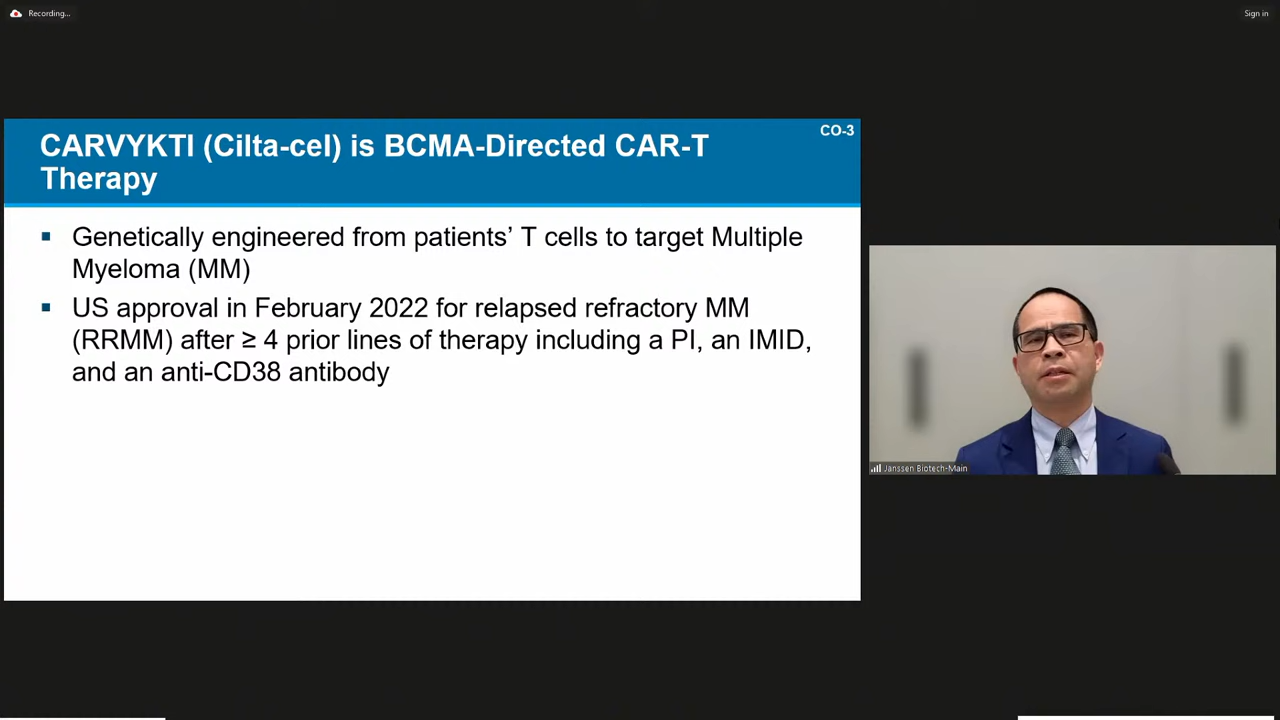 Recording...
Sign in
CO-3
CARVYKTI (Cilta-cel) is BCMA-Directed CAR-T
Therapy
▪ Genetically engineered from patients’ T cells to target Multiple
Myeloma (MM)
▪ US approval in February 2022 for relapsed refractory MM
(RRMM) after ≥ 4 prior lines of therapy including a PI, an IMID,
and an anti-CD38 antibody
Janssen Biotech-Main